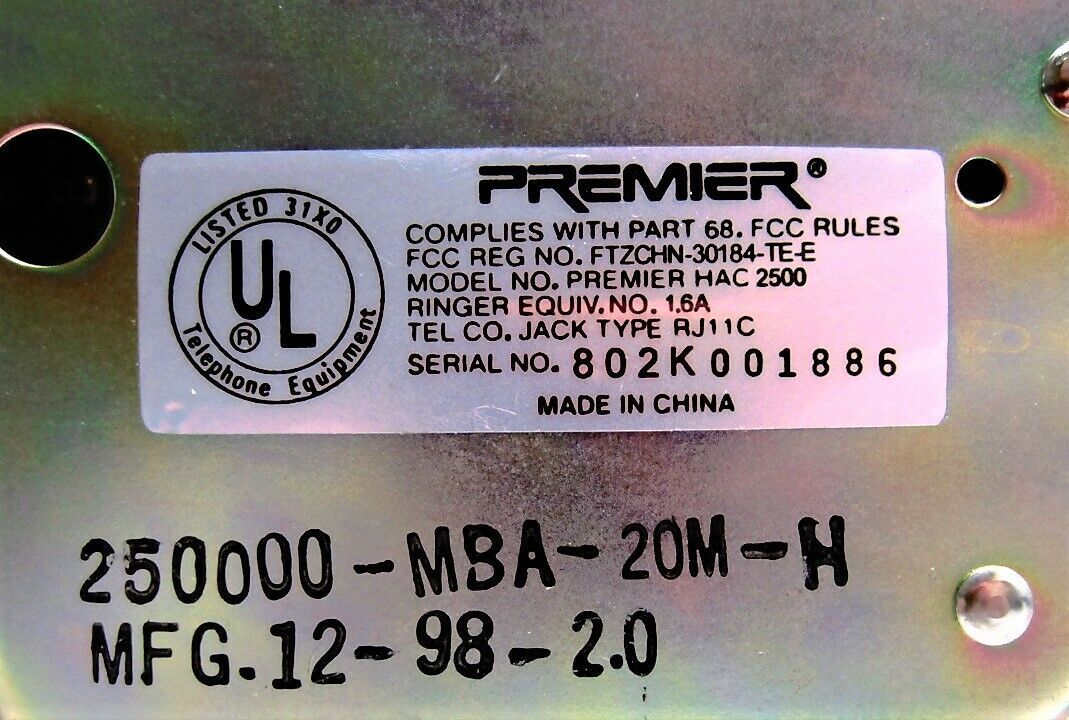 LISTED 31X0
UL ®
Telephone Equipment
PREMIER®
COMPLIES WITH PART 68. FCC RULES
FCC REG NO. FTZCHN-30184-TE-E
MODEL NO. PREMIER HAC 2500
RINGER EQUIV. NO. 1.6A
TEL CO. JACK TYPE RJ11C
SERIAL NO. 802K001886
MADE IN CHINA
250000-MBA-20M-N
MFG.12-98-2.0